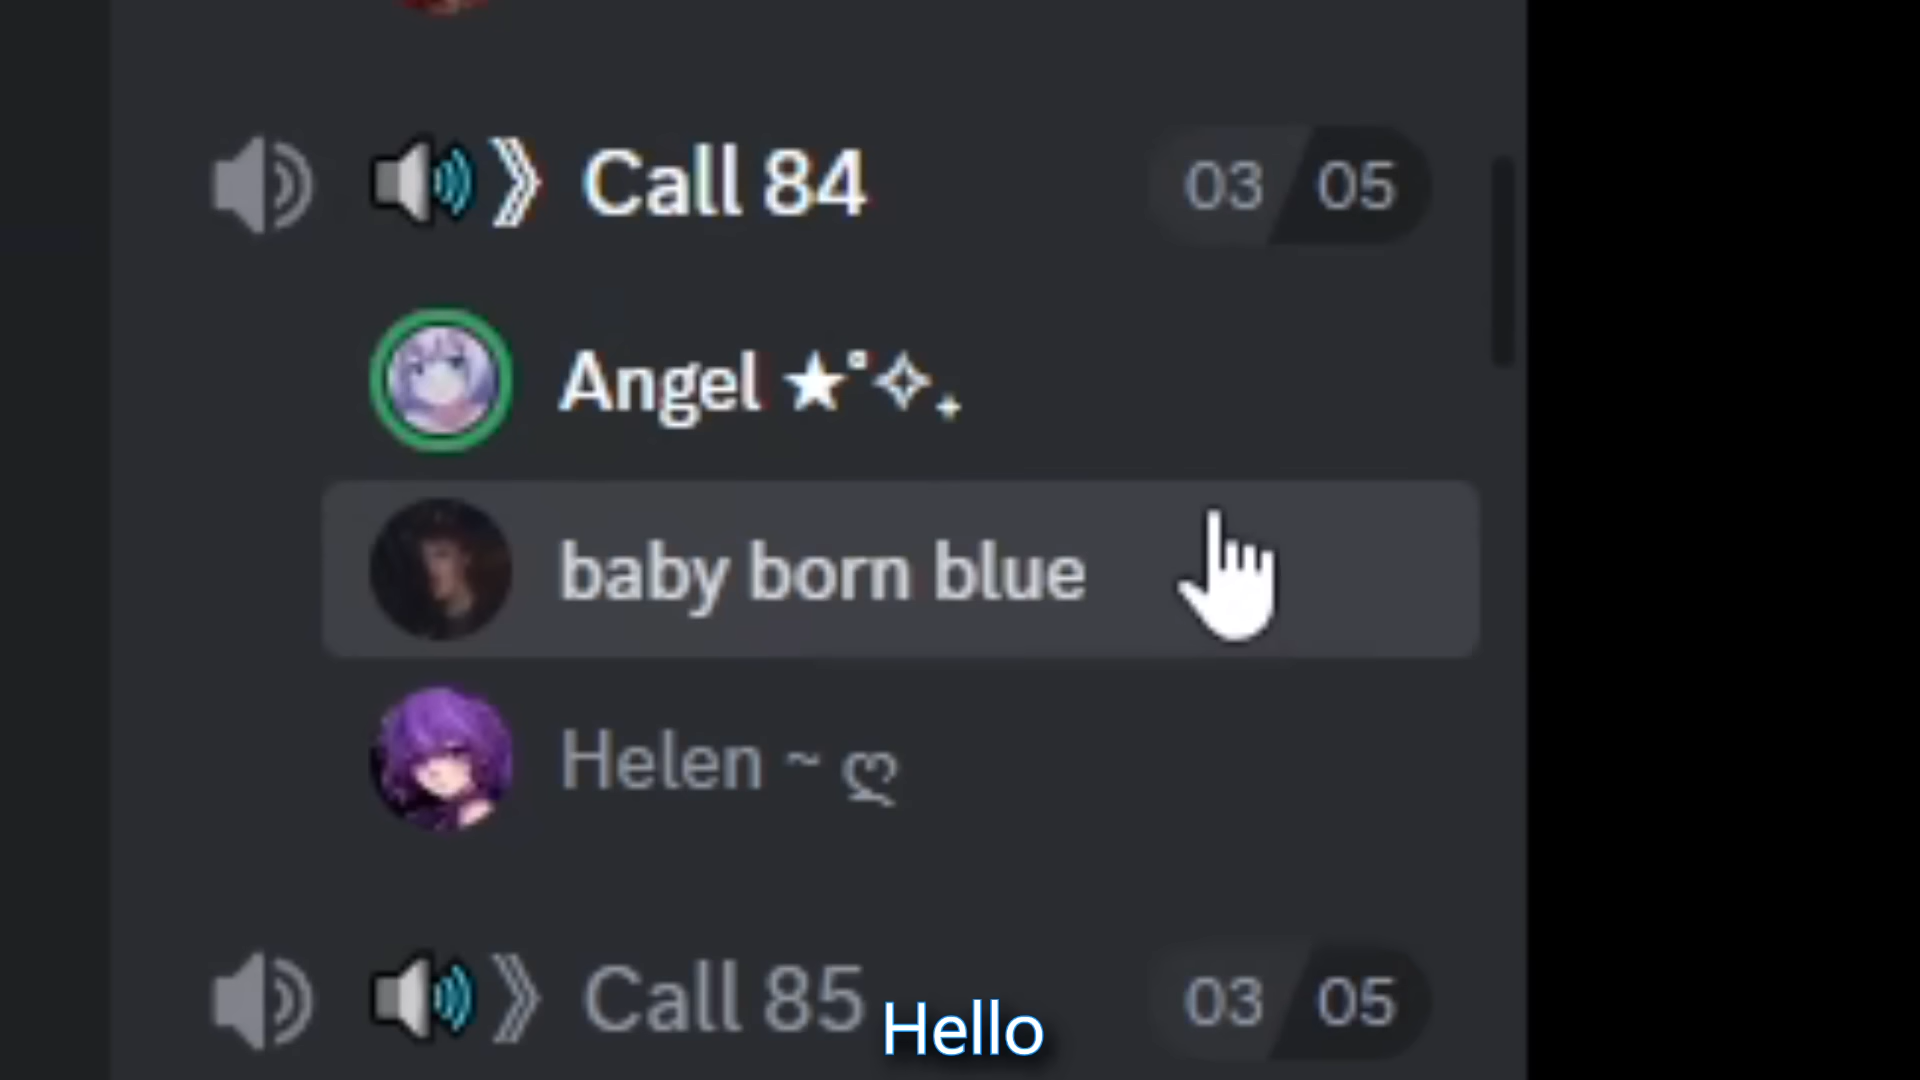 》 Call 84 03 05
Angel ★°✧₊
baby born blue
Helen ~ ღ
》 Call 85 03 05
Hello